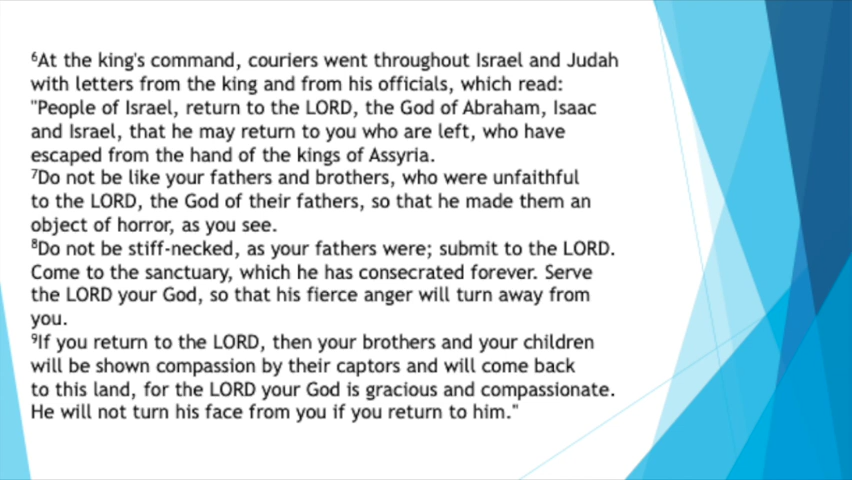 ⁶At the king's command, couriers went throughout Israel and Judah
with letters from the king and from his officials, which read:
"People of Israel, return to the LORD, the God of Abraham, Isaac
and Israel, that he may return to you who are left, who have
escaped from the hand of the kings of Assyria.
⁷Do not be like your fathers and brothers, who were unfaithful
to the LORD, the God of their fathers, so that he made them an
object of horror, as you see.
⁸Do not be stiff-necked, as your fathers were; submit to the LORD.
Come to the sanctuary, which he has consecrated forever. Serve
the LORD your God, so that his fierce anger will turn away from
you.
⁹If you return to the LORD, then your brothers and your children
will be shown compassion by their captors and will come back
to this land, for the LORD your God is gracious and compassionate.
He will not turn his face from you if you return to him."